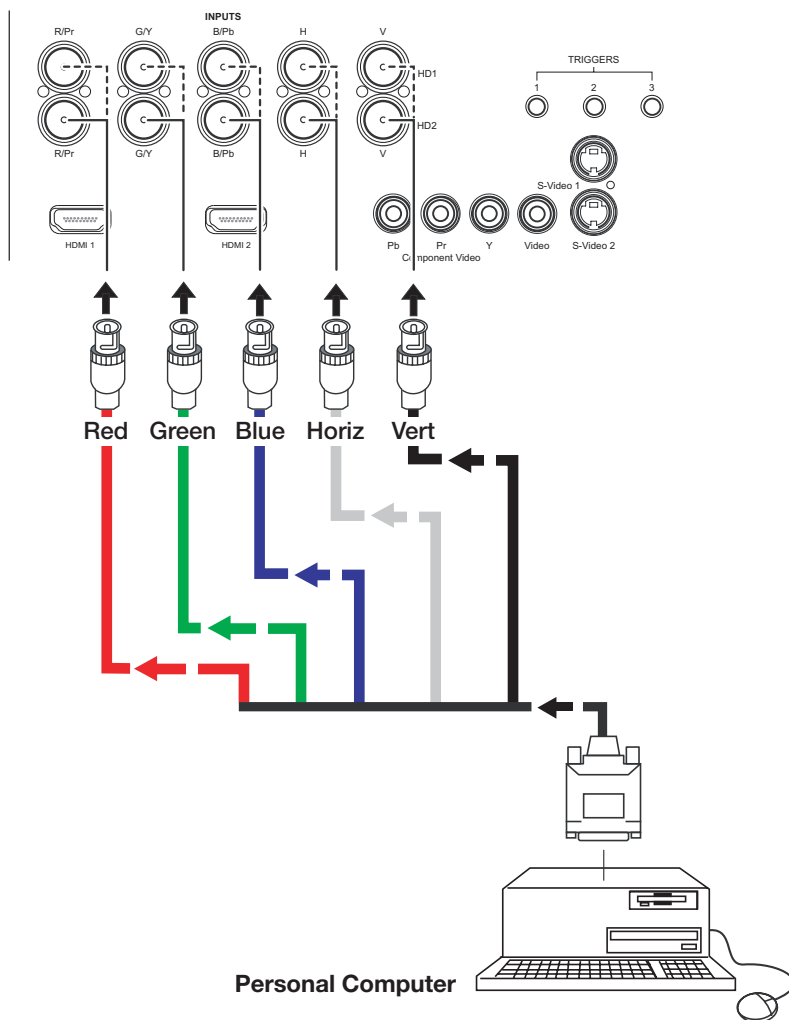 INPUTS
R/Pr G/Y B/Pb H V
HD1
TRIGGERS
1 2 3
HD2
R/Pr G/Y B/Pb H V
S-Video 1
HDMI 1 HDMI 2
Pb Pr Y Video S-Video 2
Component Video
Red Green Blue Horiz Vert
Personal Computer